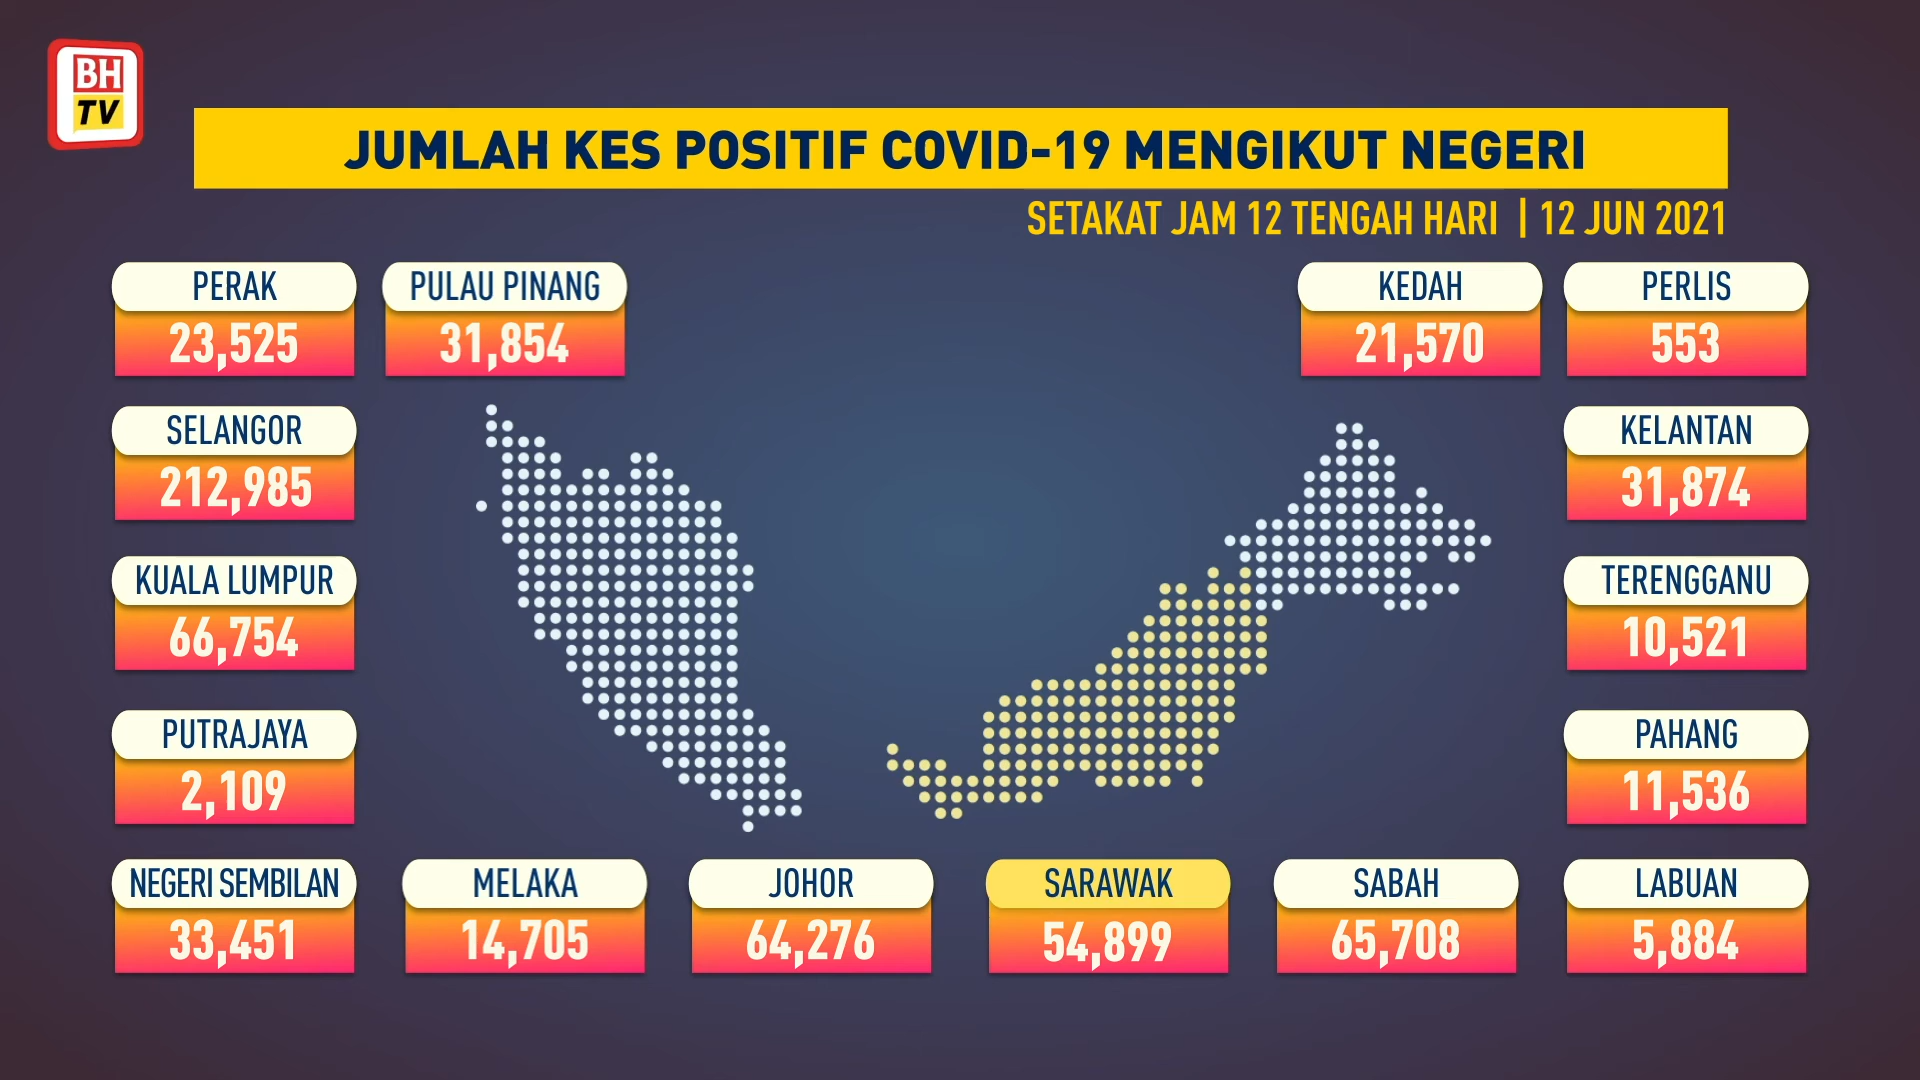 BH
TV
JUMLAH KES POSITIF COVID-19 MENGIKUT NEGERI
SETAKAT JAM 12 TENGAH HARI | 12 JUN 2021
PERAK
23,525
PULAU PINANG
31,854
KEDAH
21,570
PERLIS
553
SELANGOR
212,985
KELANTAN
31,874
KUALA LUMPUR
66,754
TERENGGANU
10,521
PUTRAJAYA
2,109
PAHANG
11,536
NEGERI SEMBILAN
33,451
MELAKA
14,705
JOHOR
64,276
SARAWAK
54,899
SABAH
65,708
LABUAN
5,884